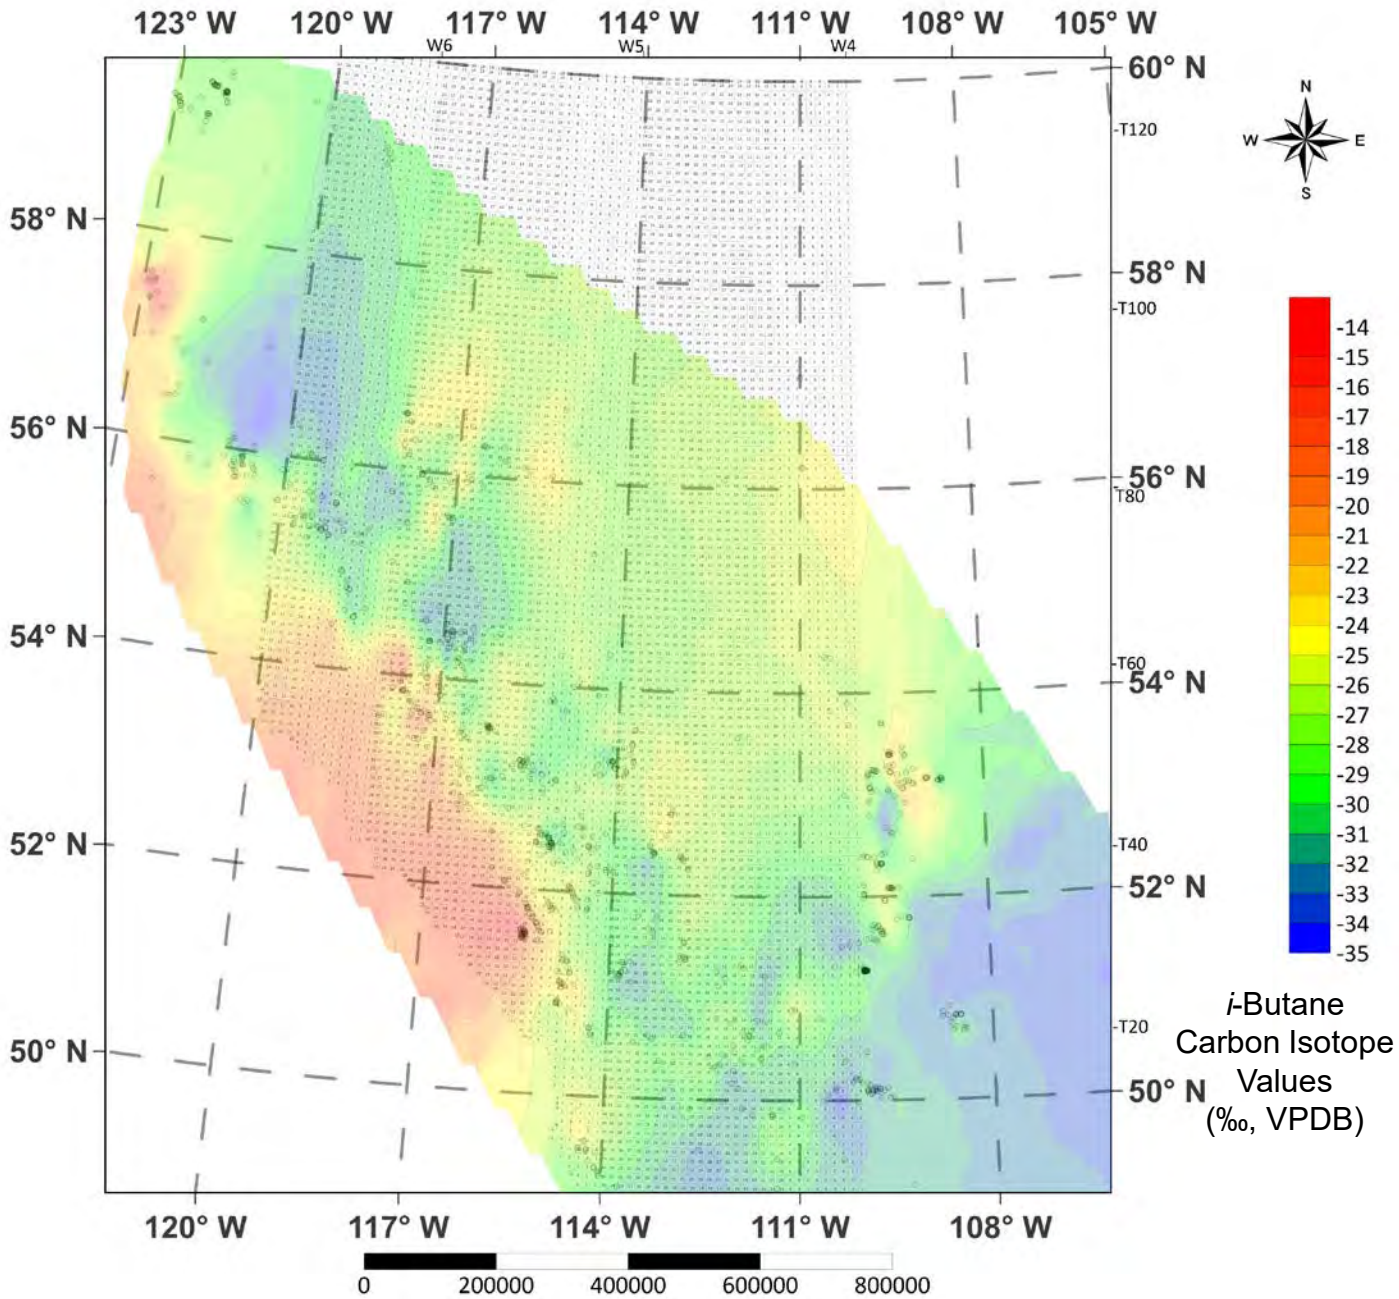 123° W 120° W 117° W 114° W 111° W 108° W 105° W
W6 W5 W4
60° N
N
W E
S
-T120
58° N
58° N
-T100
56° N
56° N
T80
54° N
-T60
54° N
52° N
-T40
52° N
50° N
-T20
50° N
-14
-15
-16
-17
-18
-19
-20
-21
-22
-23
-24
-25
-26
-27
-28
-29
-30
-31
-32
-33
-34
-35
i-Butane
Carbon Isotope
Values
(‰, VPDB)
120° W 117° W 114° W 111° W 108° W
0 200000 400000 600000 800000